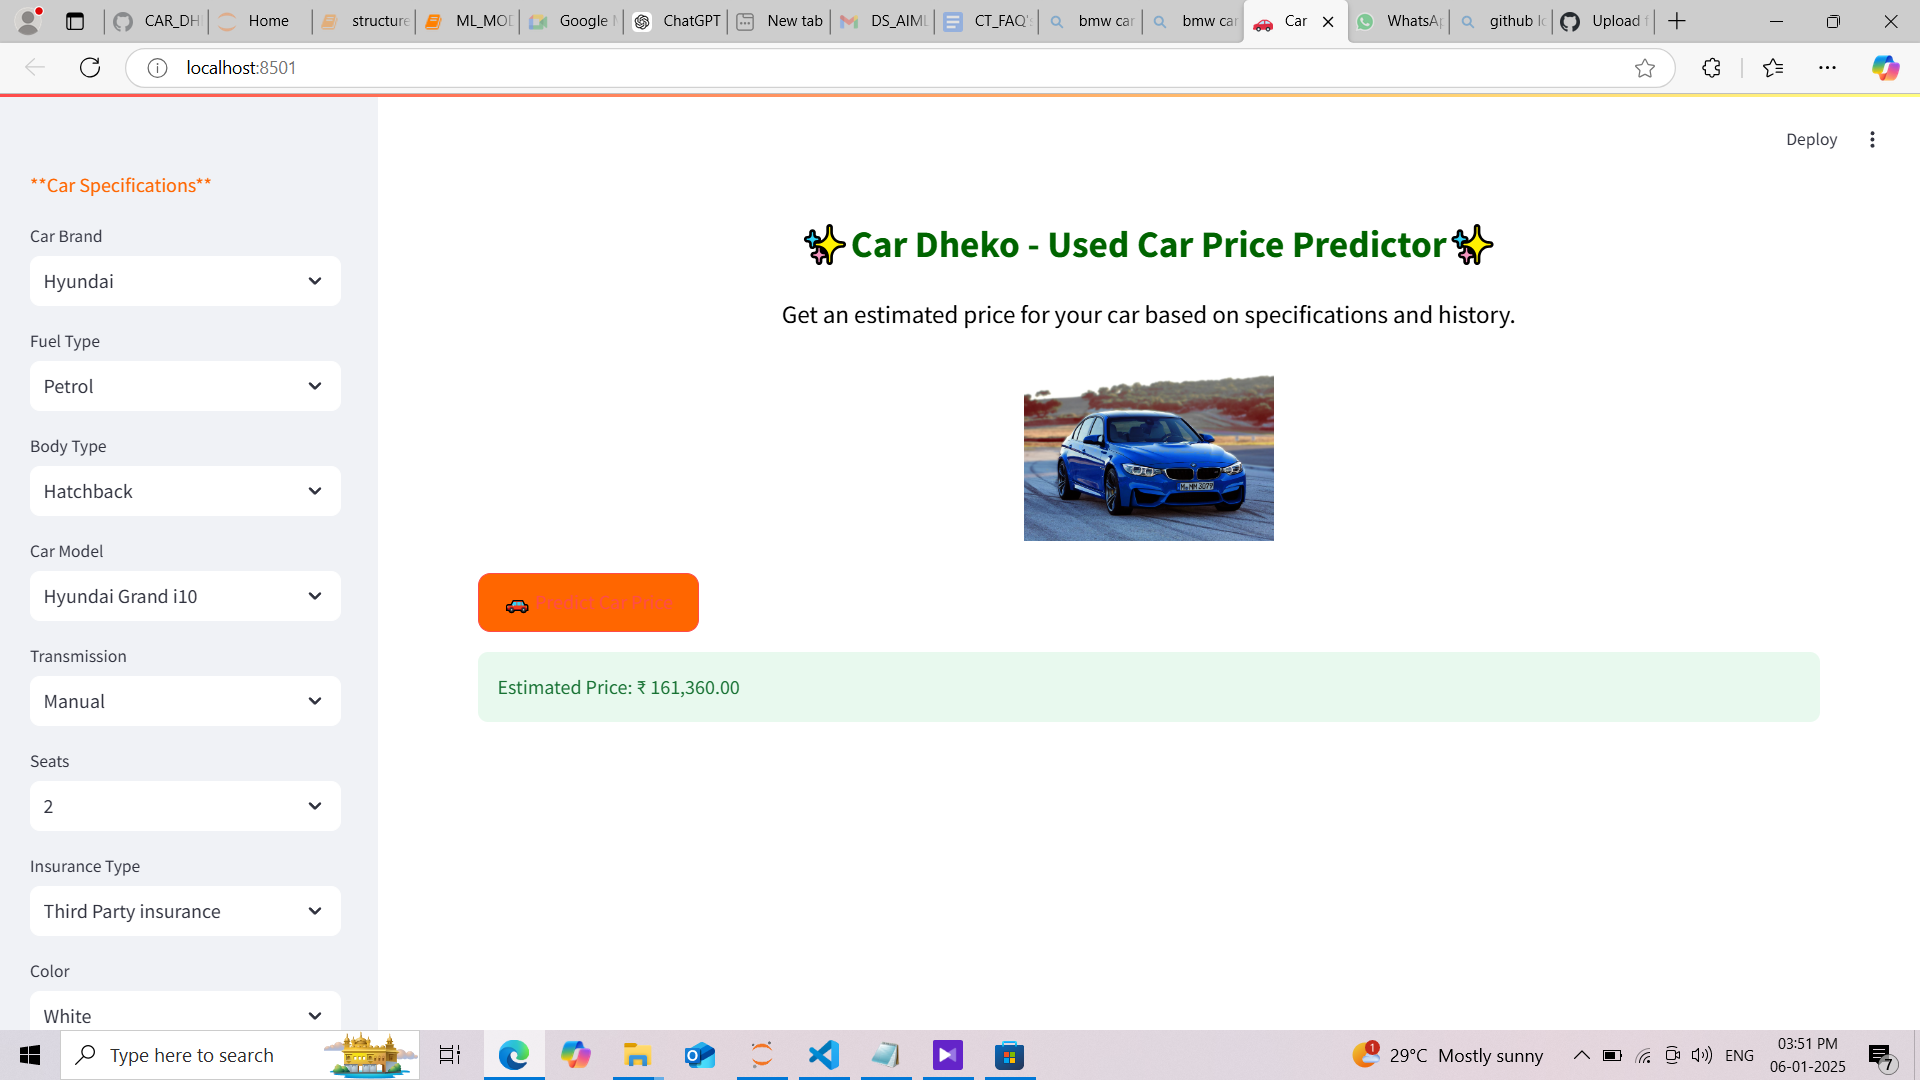 CAR_DH
Home
structure
ML_MOD
Google M
ChatGPT
New tab
DS_AIML
CT_FAQ's
bmw car
bmw car
Car
WhatsAp
github lo
Upload f
localhost:8501
Deploy
**Car Specifications**
Car Brand
Hyundai
Fuel Type
Petrol
Body Type
Hatchback
Car Model
Hyundai Grand i10
Transmission
Manual
Seats
2
Insurance Type
Third Party insurance
Color
White
✨Car Dheko - Used Car Price Predictor✨
Get an estimated price for your car based on specifications and history.
🚗 Predict Car Price
Estimated Price: ₹ 161,360.00
Type here to search
1
29°C Mostly sunny
ENG
03:51 PM
06-01-2025
7